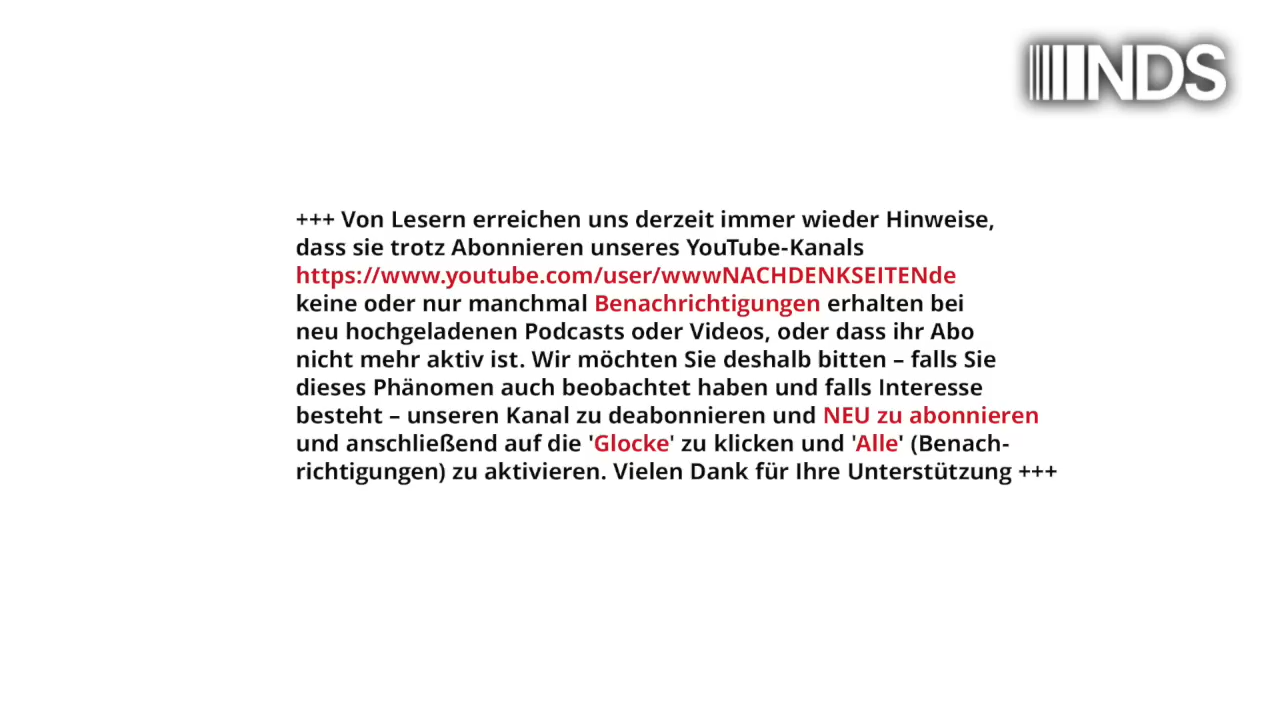 NDS
+++ Von Lesern erreichen uns derzeit immer wieder Hinweise,
dass sie trotz Abonnieren unseres YouTube-Kanals
https://www.youtube.com/user/wwwNACHDENKSEITENde
keine oder nur manchmal Benachrichtigungen erhalten bei
neu hochgeladenen Podcasts oder Videos, oder dass ihr Abo
nicht mehr aktiv ist. Wir möchten Sie deshalb bitten – falls Sie
dieses Phänomen auch beobachtet haben und falls Interesse
besteht – unseren Kanal zu deabonnieren und NEU zu abonnieren
und anschließend auf die 'Glocke' zu klicken und 'Alle' (Benach-
richtigungen) zu aktivieren. Vielen Dank für Ihre Unterstützung +++